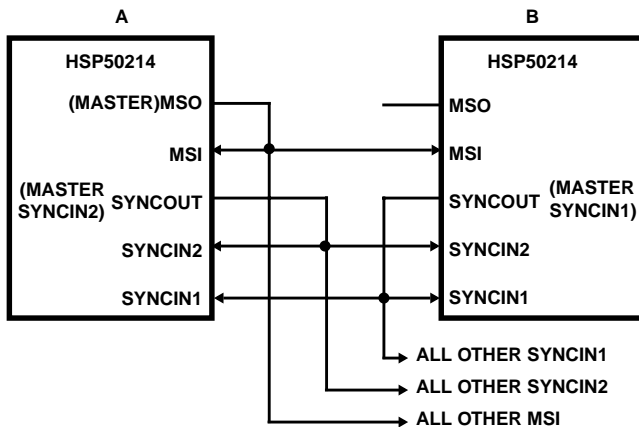 A
B
HSP50214
(MASTER)MSO
MSI
(MASTER
SYNCIN2)
SYNCOUT
SYNCIN2
SYNCIN1
HSP50214
MSO
MSI
SYNCOUT
(MASTER
SYNCIN1)
SYNCIN2
SYNCIN1
ALL OTHER SYNCIN1
ALL OTHER SYNCIN2
ALL OTHER MSI